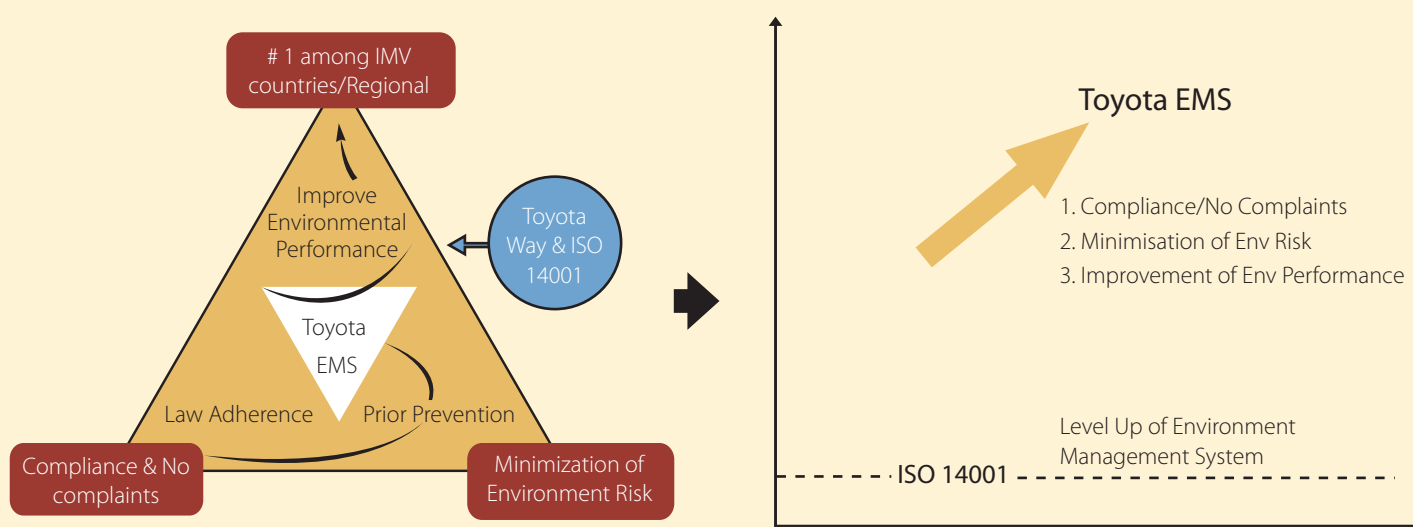 # 1 among IMV
countries/Regional
Improve
Environmental
Performance
Toyota
Way & ISO
14001
Toyota
EMS
Law Adherence
Prior Prevention
Compliance & No
complaints
Minimization of
Environment Risk
Toyota EMS
1. Compliance/No Complaints
2. Minimisation of Env Risk
3. Improvement of Env Performance
Level Up of Environment
Management System
ISO 14001